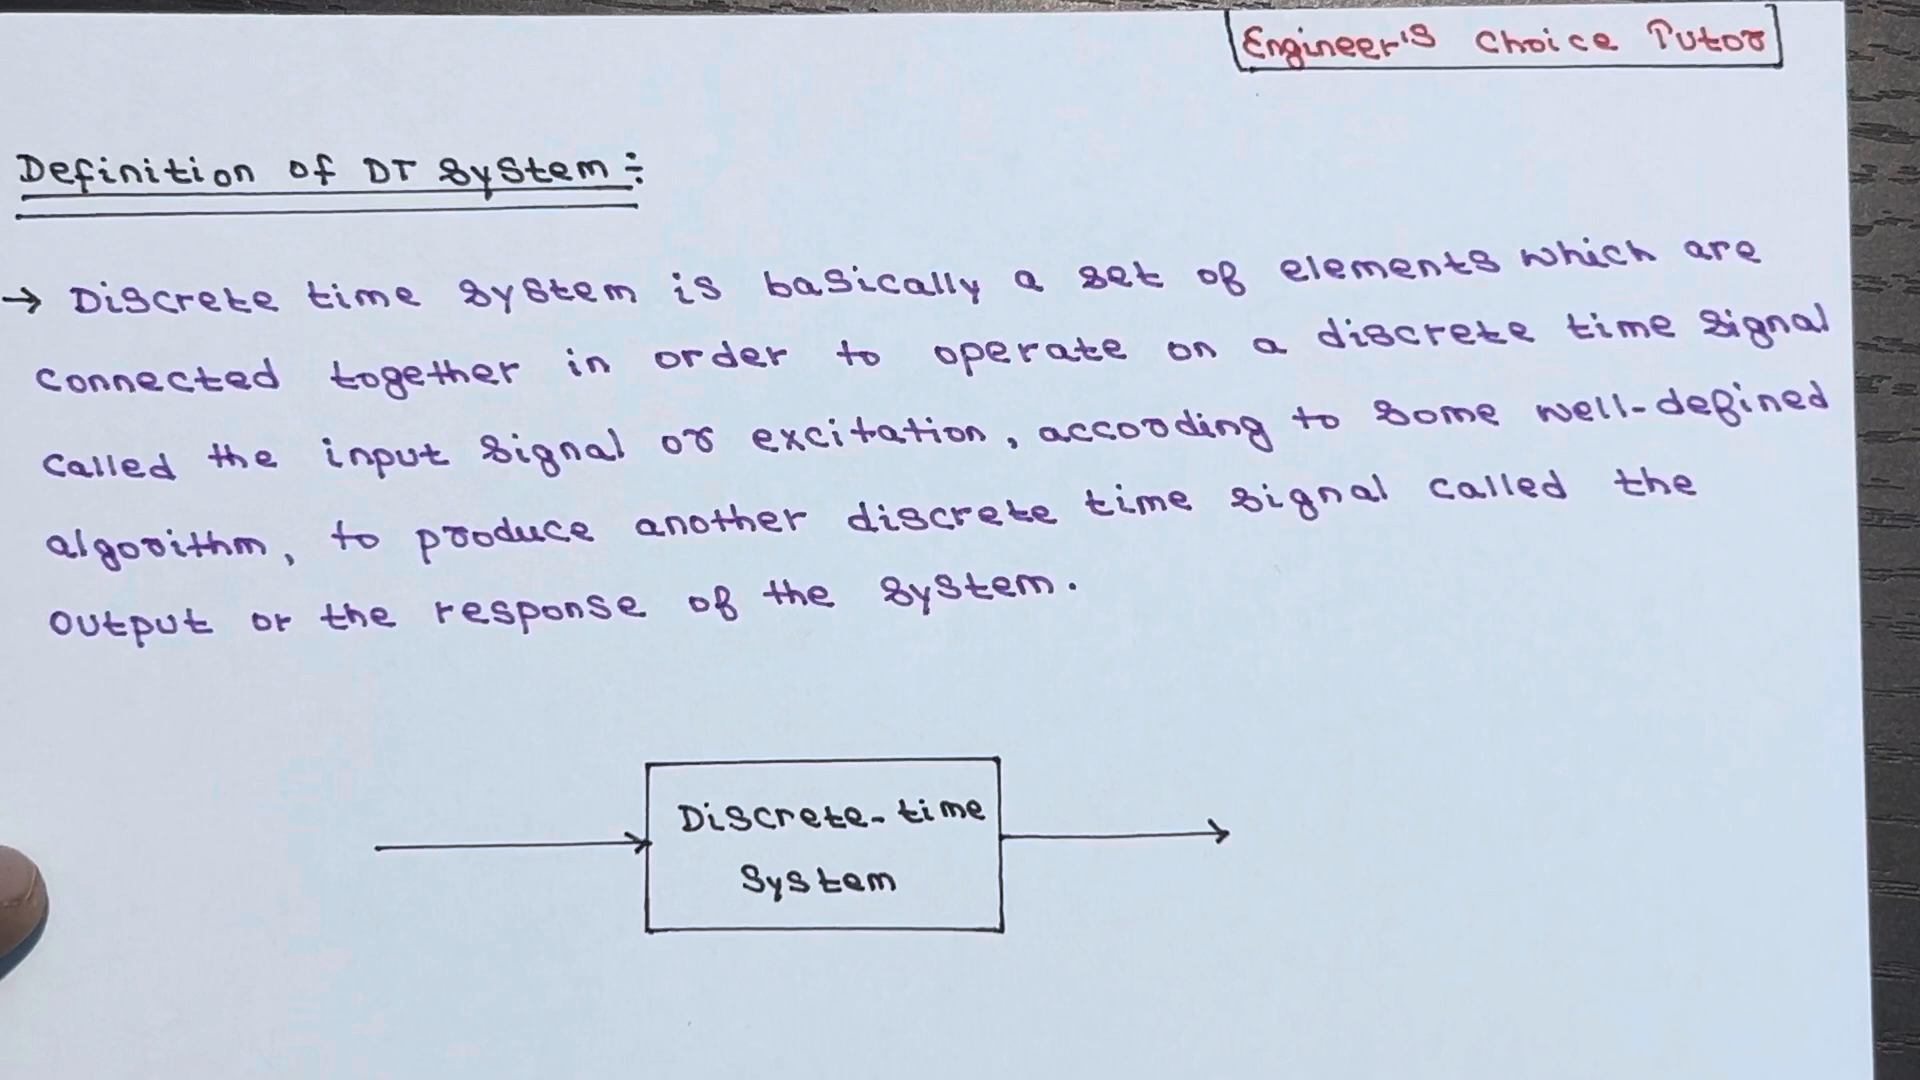 Engineer's Choice Tutor
Definition of DT System ÷
→ Discrete time system is basically a set of elements which are
connected together in order to operate on a discrete time signal
called the input signal or excitation, according to some well-defined
algorithm, to produce another discrete time signal called the
output or the response of the system.
Discrete-time
System